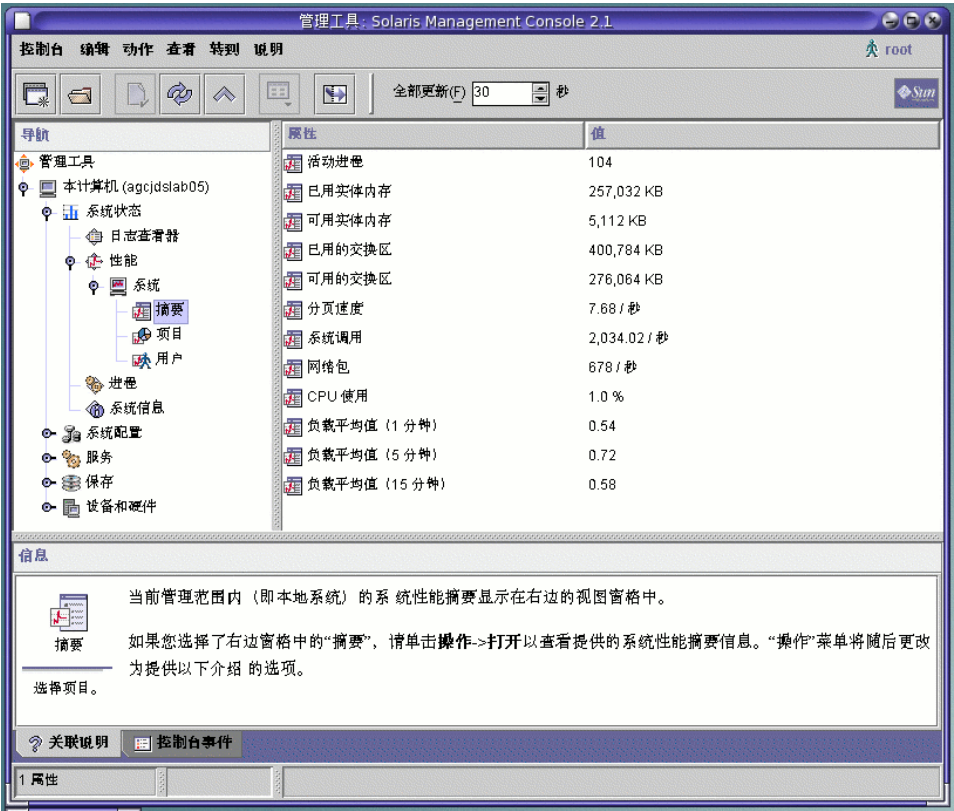 管理工具: Solaris Management Console 2.1
控制台 编辑 动作 查看 转到 说明
root
全部更新(F) 30 秒
Sun
导航
管理工具
本计算机 (agcjdslab05)
系统状态
日志查看器
性能
系统
摘要
项目
用户
进程
系统信息
系统配置
服务
保存
设备和硬件
属性 值
活动进程 104
已用实体内存 257,032 KB
可用实体内存 5,112 KB
已用的交换区 400,784 KB
可用的交换区 276,064 KB
分页速度 7.68 / 秒
系统调用 2,034.02 / 秒
网络包 678 / 秒
CPU 使用 1.0 %
负载平均值（1 分钟） 0.54
负载平均值（5 分钟） 0.72
负载平均值（15 分钟） 0.58
信息
摘要
选择项目。
当前管理范围内（即本地系统）的系 统性能摘要显示在右边的视图窗格中。
如果您选择了右边窗格中的“摘要”，请单击操作->打开以查看提供的系统性能摘要信息。“操作”菜单将随后更改
为提供以下介绍 的选项。
关联说明 控制台事件
1 属性